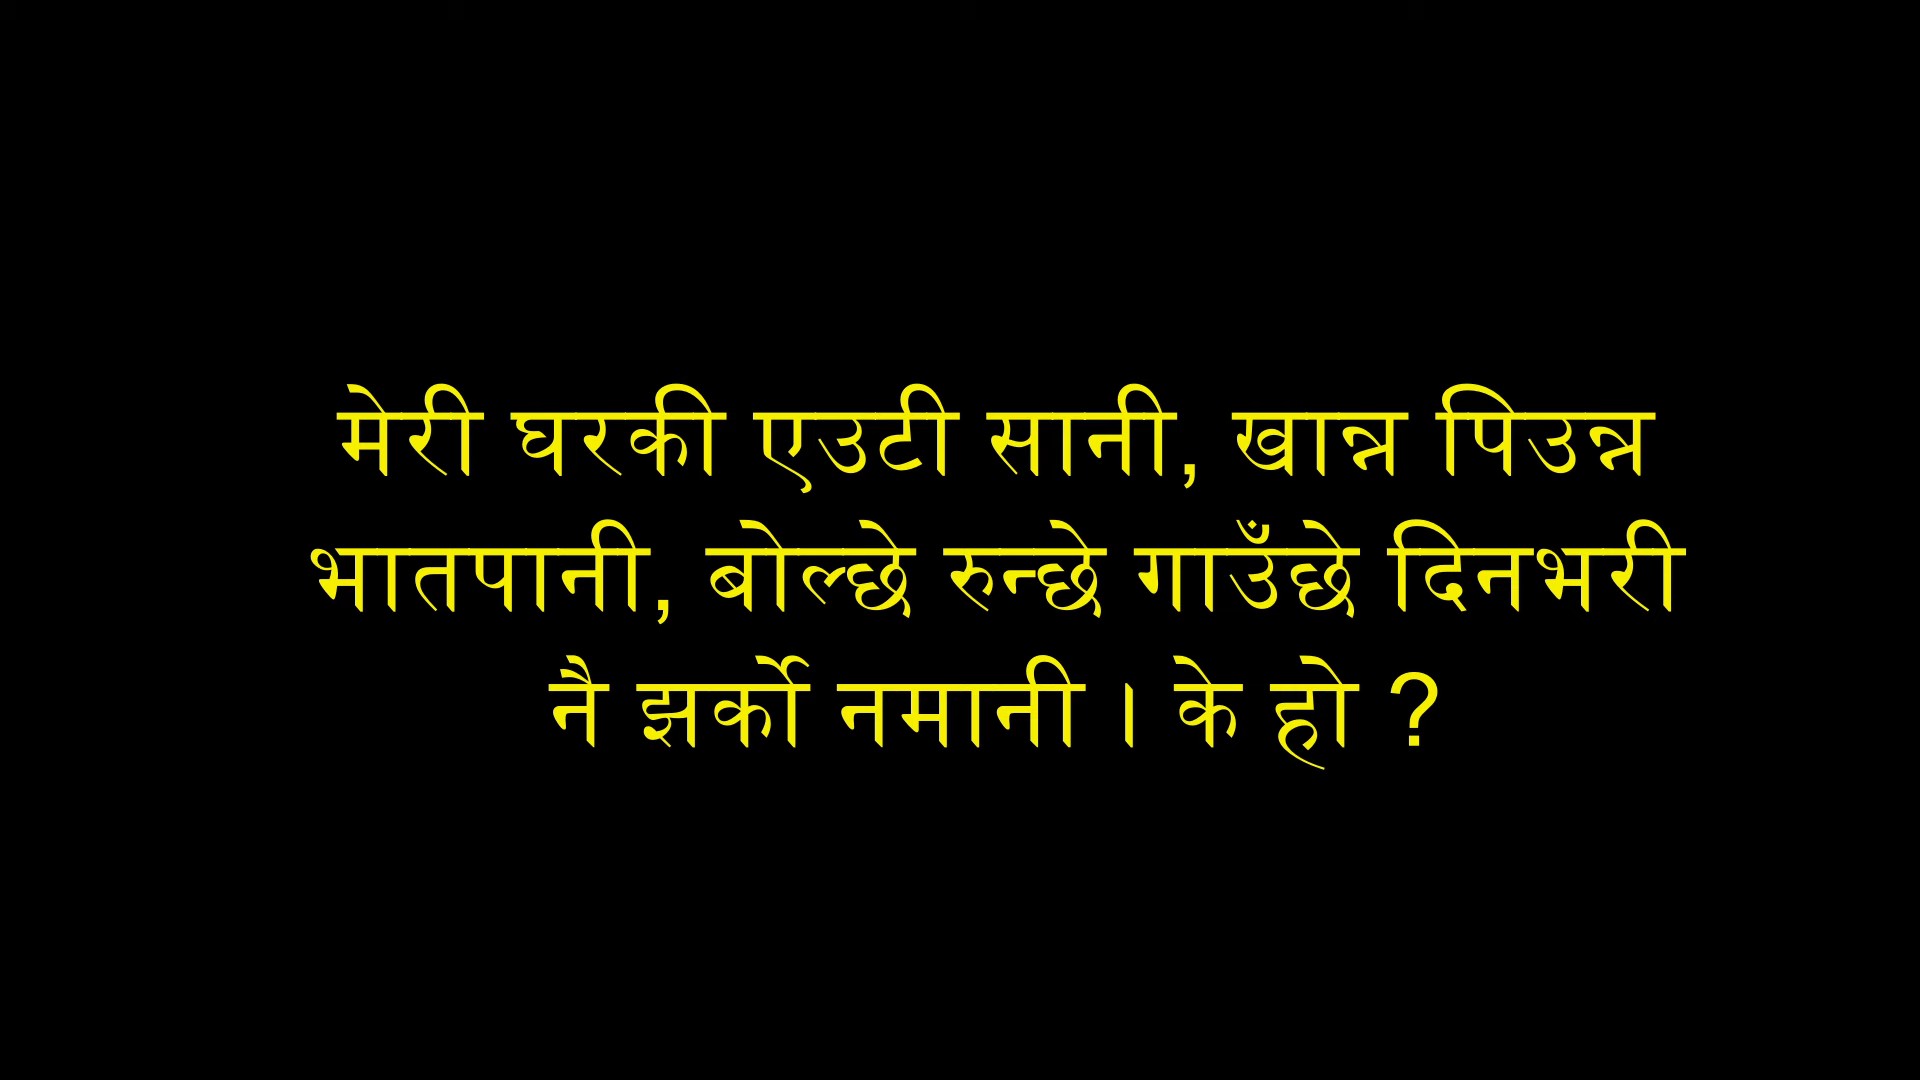 मेरी घरकी एउटी सानी, खान्न पिउन्न
भातपानी, बोल्छे रुन्छे गाउँछे दिनभरी
नै झर्को नमानी । के हो ?